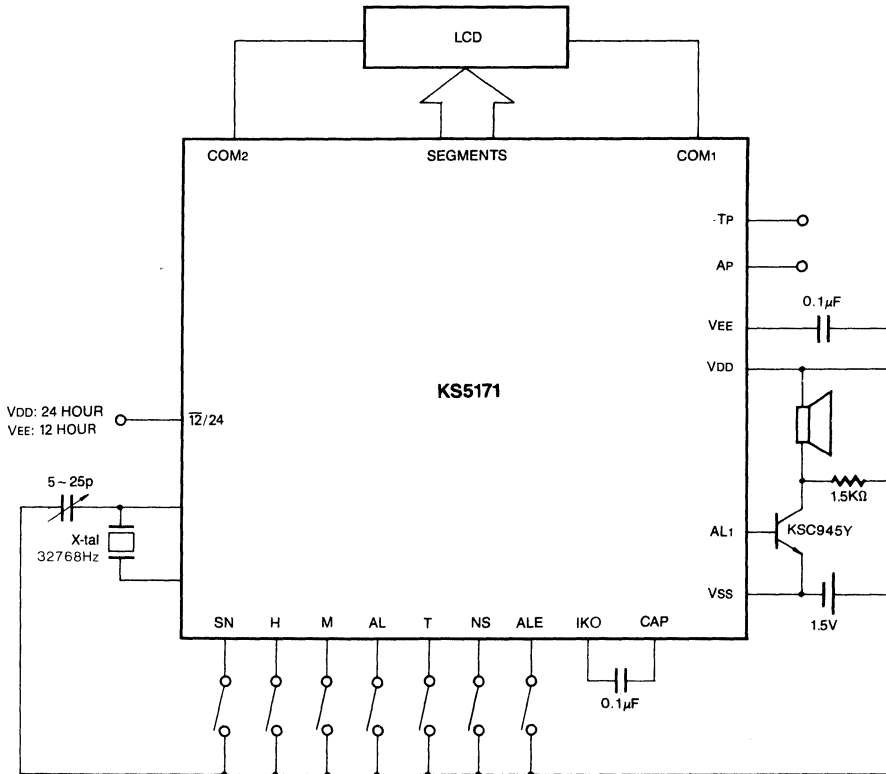 LCD
COM2
SEGMENTS
COM1
TP
AP
0.1μF
VEE
VDD
KS5171
VDD: 24 HOUR
VEE: 12 HOUR
12/24
5~25p
1.5KΩ
X-tal
32768Hz
AL1
KSC945Y
VSS
1.5V
SN H M AL T NS ALE IKO CAP
0.1μF